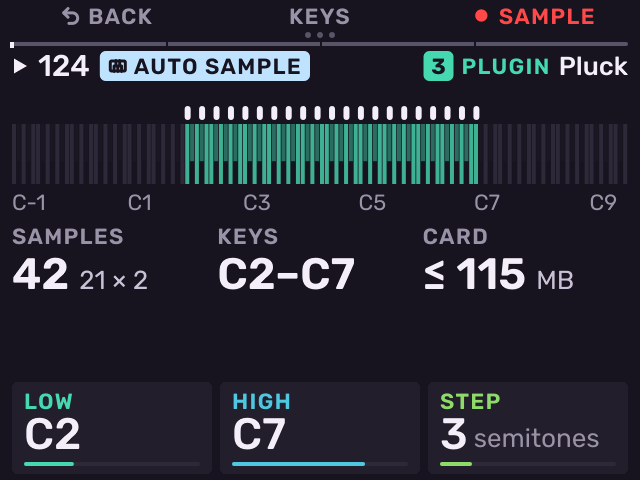 BACK KEYS SAMPLE
124 AUTO SAMPLE 3 PLUGIN Pluck
C-1 C1 C3 C5 C7 C9
SAMPLES KEYS CARD
42 21 × 2 C2–C7 ≤ 115 MB
LOW HIGH STEP
C2 C7 3 semitones